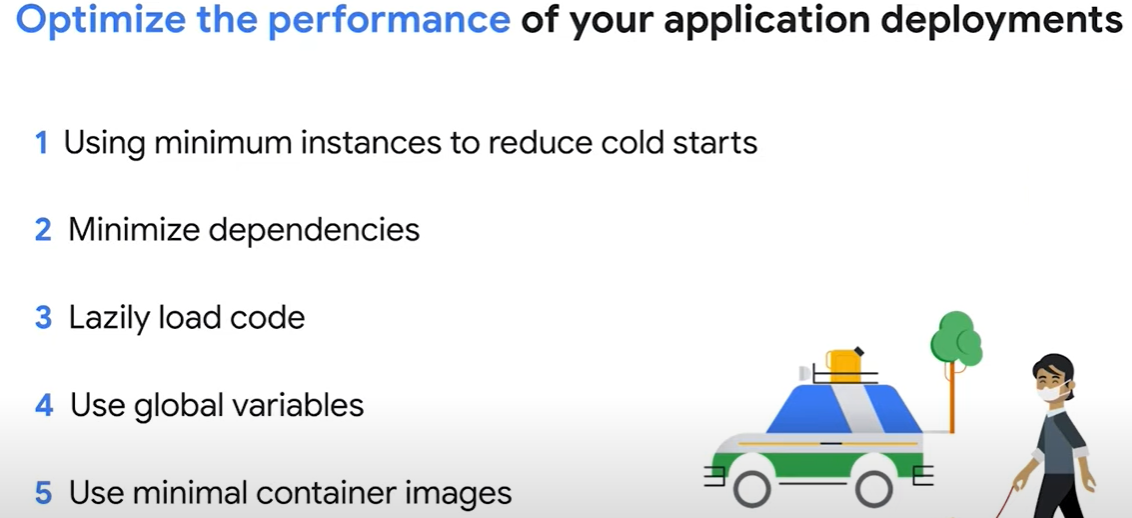 Optimize the performance of your application deployments
1 Using minimum instances to reduce cold starts
2 Minimize dependencies
3 Lazily load code
4 Use global variables
5 Use minimal container images